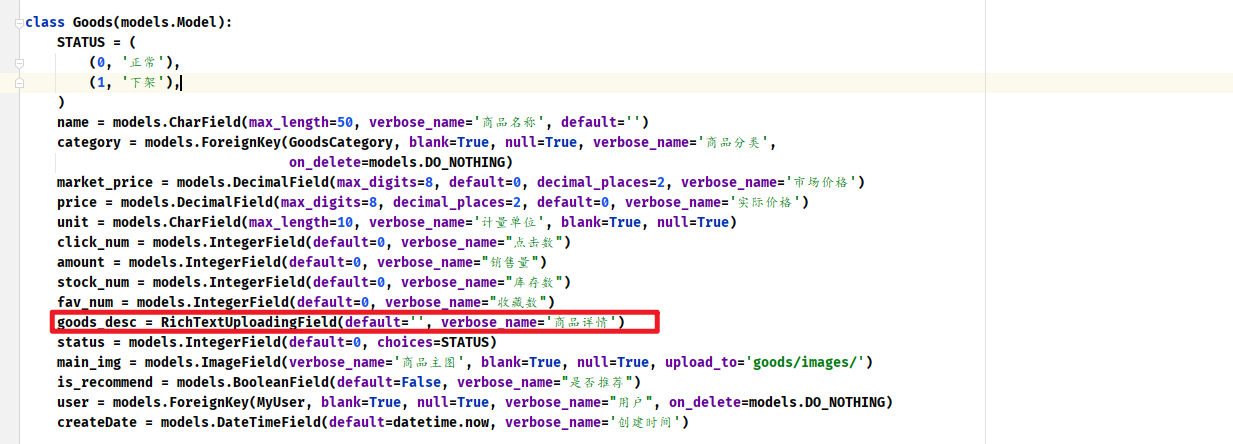 class Goods(models.Model):
    STATUS = (
        (0, '正常'),
        (1, '下架'),
    )
    name = models.CharField(max_length=50, verbose_name='商品名称', default='')
    category = models.ForeignKey(GoodsCategory, blank=True, null=True, verbose_name='商品分类',
                                 on_delete=models.DO_NOTHING)
    market_price = models.DecimalField(max_digits=8, default=0, decimal_places=2, verbose_name='市场价格')
    price = models.DecimalField(max_digits=8, decimal_places=2, default=0, verbose_name='实际价格')
    unit = models.CharField(max_length=10, verbose_name='计量单位', blank=True, null=True)
    click_num = models.IntegerField(default=0, verbose_name="点击数")
    amount = models.IntegerField(default=0, verbose_name="销售量")
    stock_num = models.IntegerField(default=0, verbose_name="库存数")
    fav_num = models.IntegerField(default=0, verbose_name="收藏数")
    goods_desc = RichTextUploadingField(default='', verbose_name='商品详情')
    status = models.IntegerField(default=0, choices=STATUS)
    main_img = models.ImageField(verbose_name='商品主图', blank=True, null=True, upload_to='goods/images/')
    is_recommend = models.BooleanField(default=False, verbose_name="是否推荐")
    user = models.ForeignKey(MyUser, blank=True, null=True, verbose_name="用户", on_delete=models.DO_NOTHING)
    createDate = models.DateTimeField(default=datetime.now, verbose_name='创建时间')